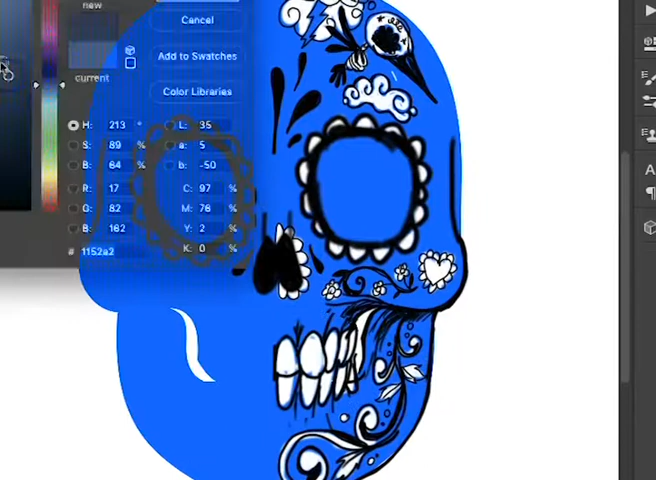 new
Cancel
Add to Swatches
current
Color Libraries
H: 213 ° L: 35
S: 89 % a: 5
B: 64 % b: -50
R: 17 C: 97 %
G: 82 M: 76 %
B: 162 Y: 2 %
# 1152a2 K: 0 %
A
¶